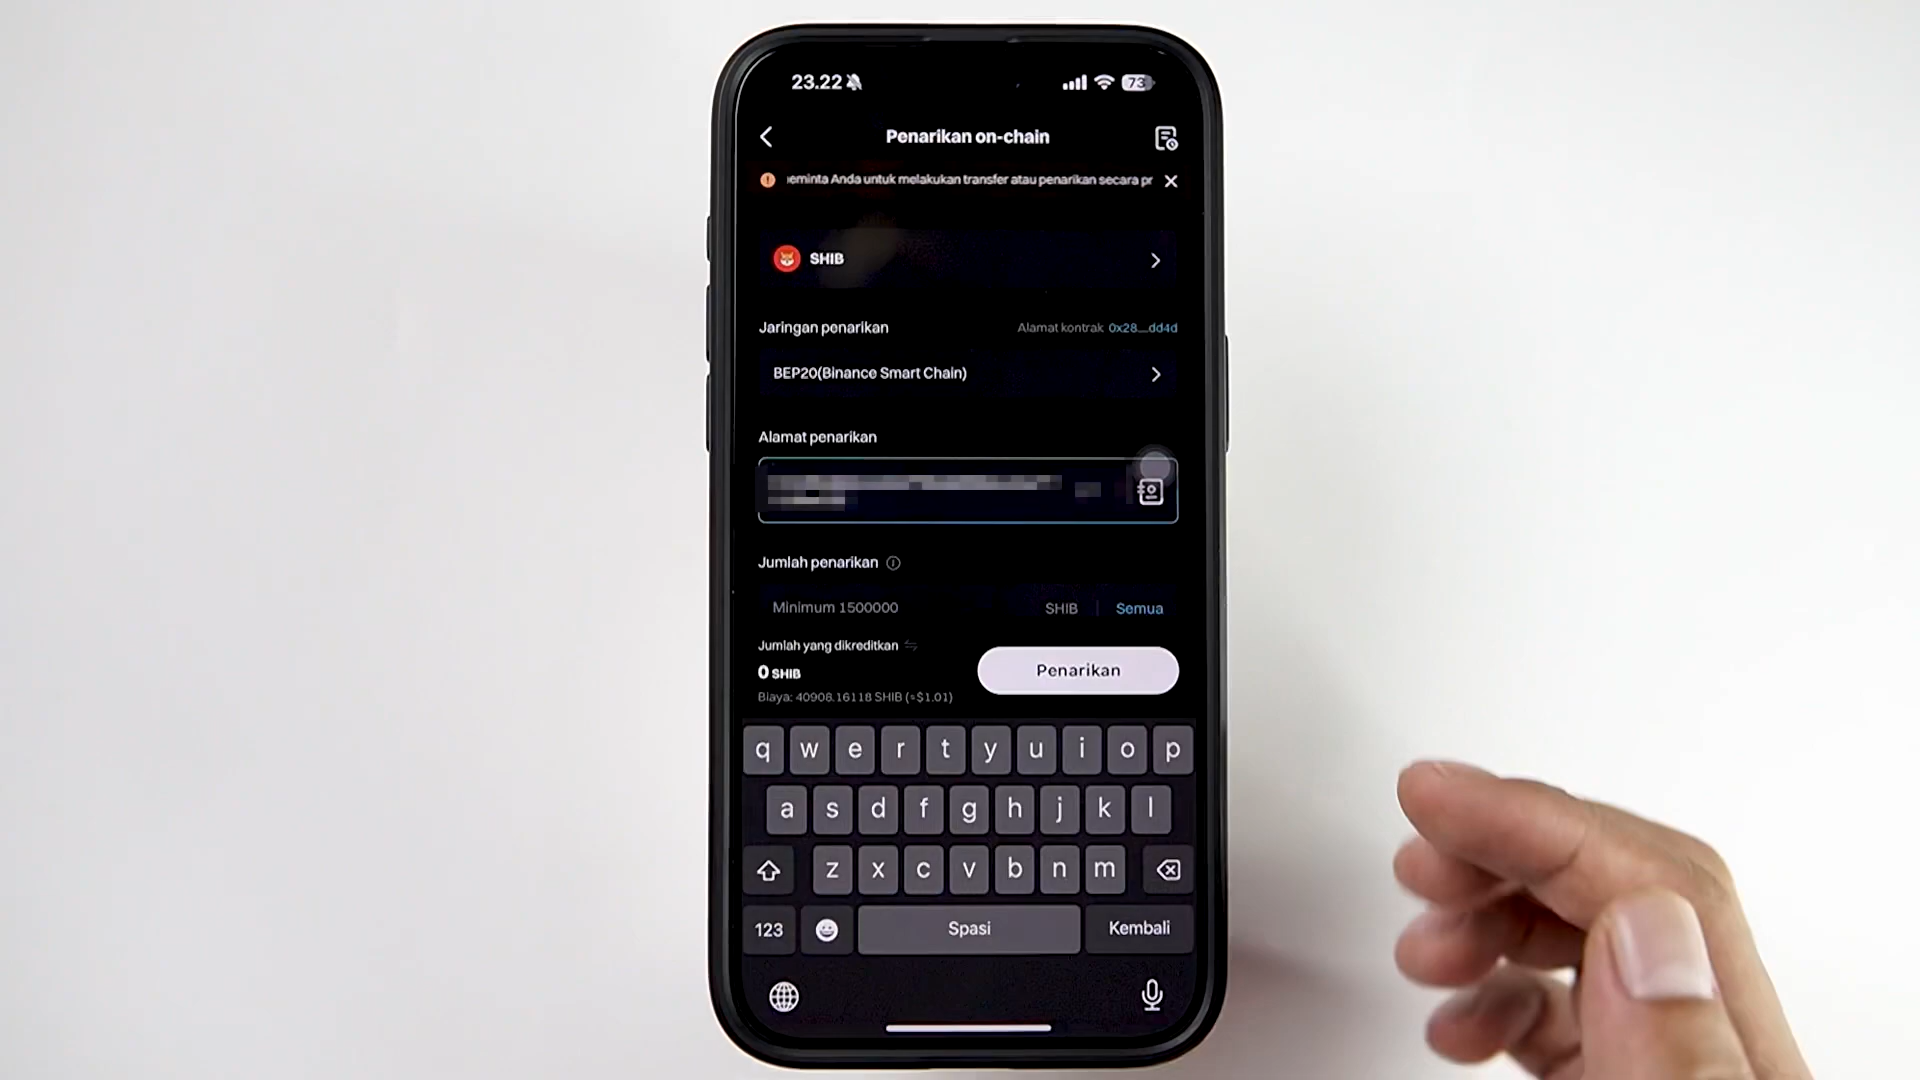 23.22
73
Penarikan on-chain
eminta Anda untuk melakukan transfer atau penarikan secara pr
SHIB
Jaringan penarikan
Alamat kontrak 0x28...dd4d
BEP20(Binance Smart Chain)
Alamat penarikan
Jumlah penarikan
Minimum 1500000
SHIB
Semua
Jumlah yang dikreditkan
0 SHIB
Penarikan
Biaya: 40908.16118 SHIB (≈$1.01)
q w e r t y u i o p
a s d f g h j k l
z x c v b n m
123
Spasi
Kembali